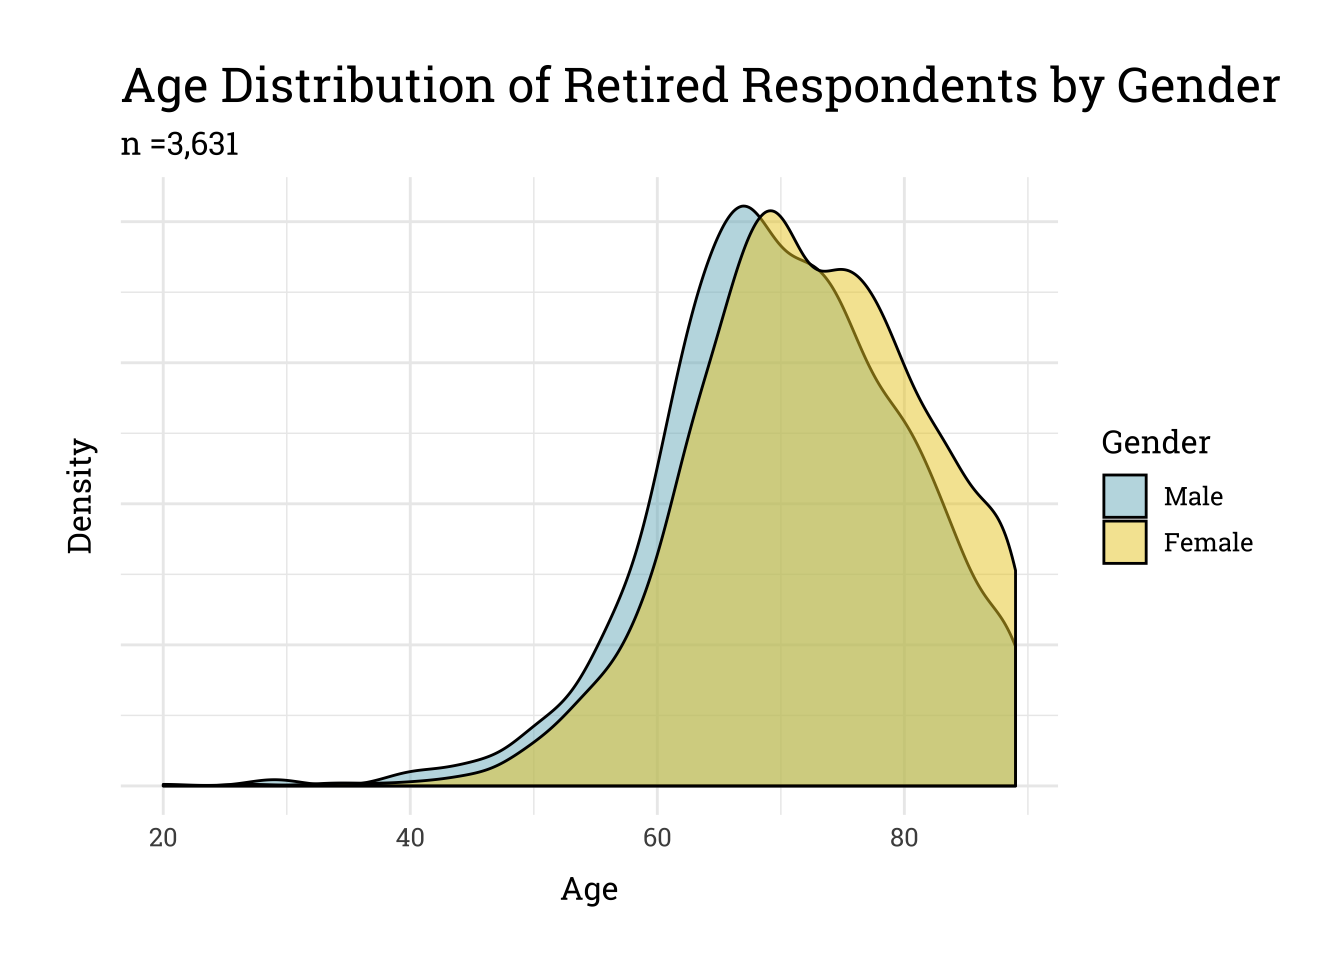 Age Distribution of Retired Respondents by Gender
n =3,631
Density
Gender
Male
Female
20 40 60 80
Age